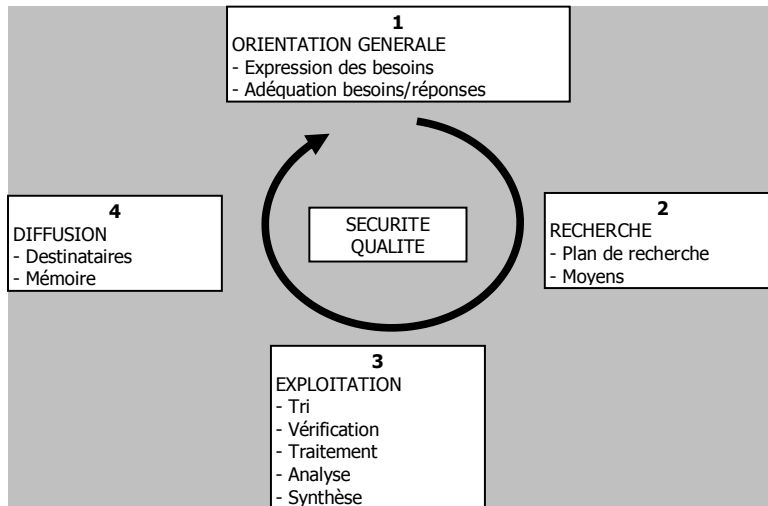 1
ORIENTATION GENERALE
- Expression des besoins
- Adéquation besoins/réponses
2
RECHERCHE
- Plan de recherche
- Moyens
3
EXPLOITATION
- Tri
- Vérification
- Traitement
- Analyse
- Synthèse
4
DIFFUSION
- Destinataires
- Mémoire
SECURITE
QUALITE